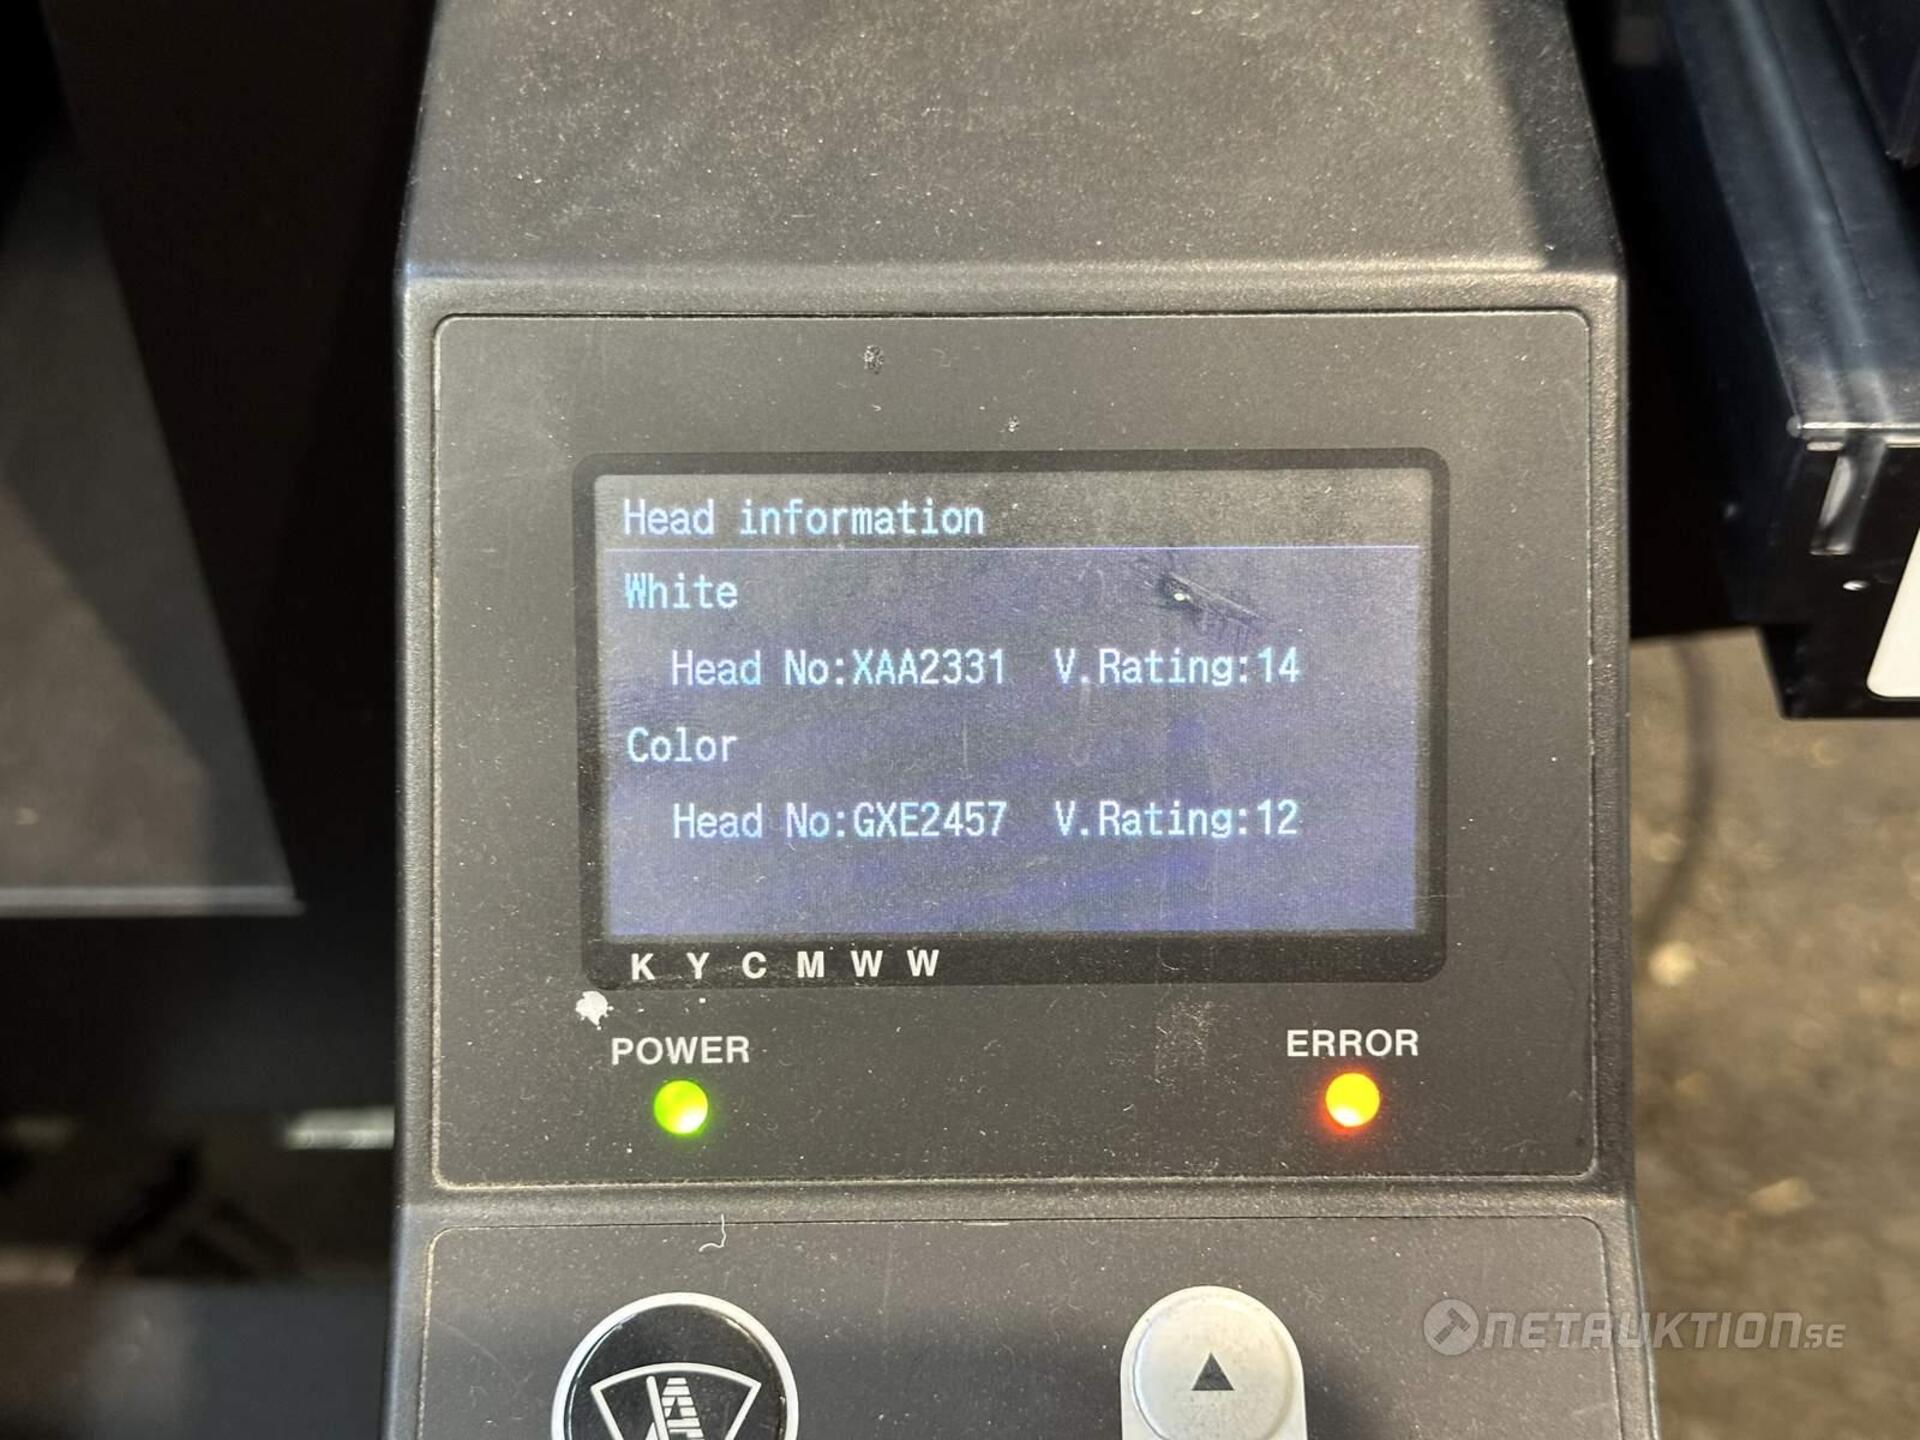 Head information
White
Head No:XAA2331 V.Rating:14
Color
Head No:GXE2457 V.Rating:12
K Y C M W W
POWER
ERROR
NETAUKTION.SE